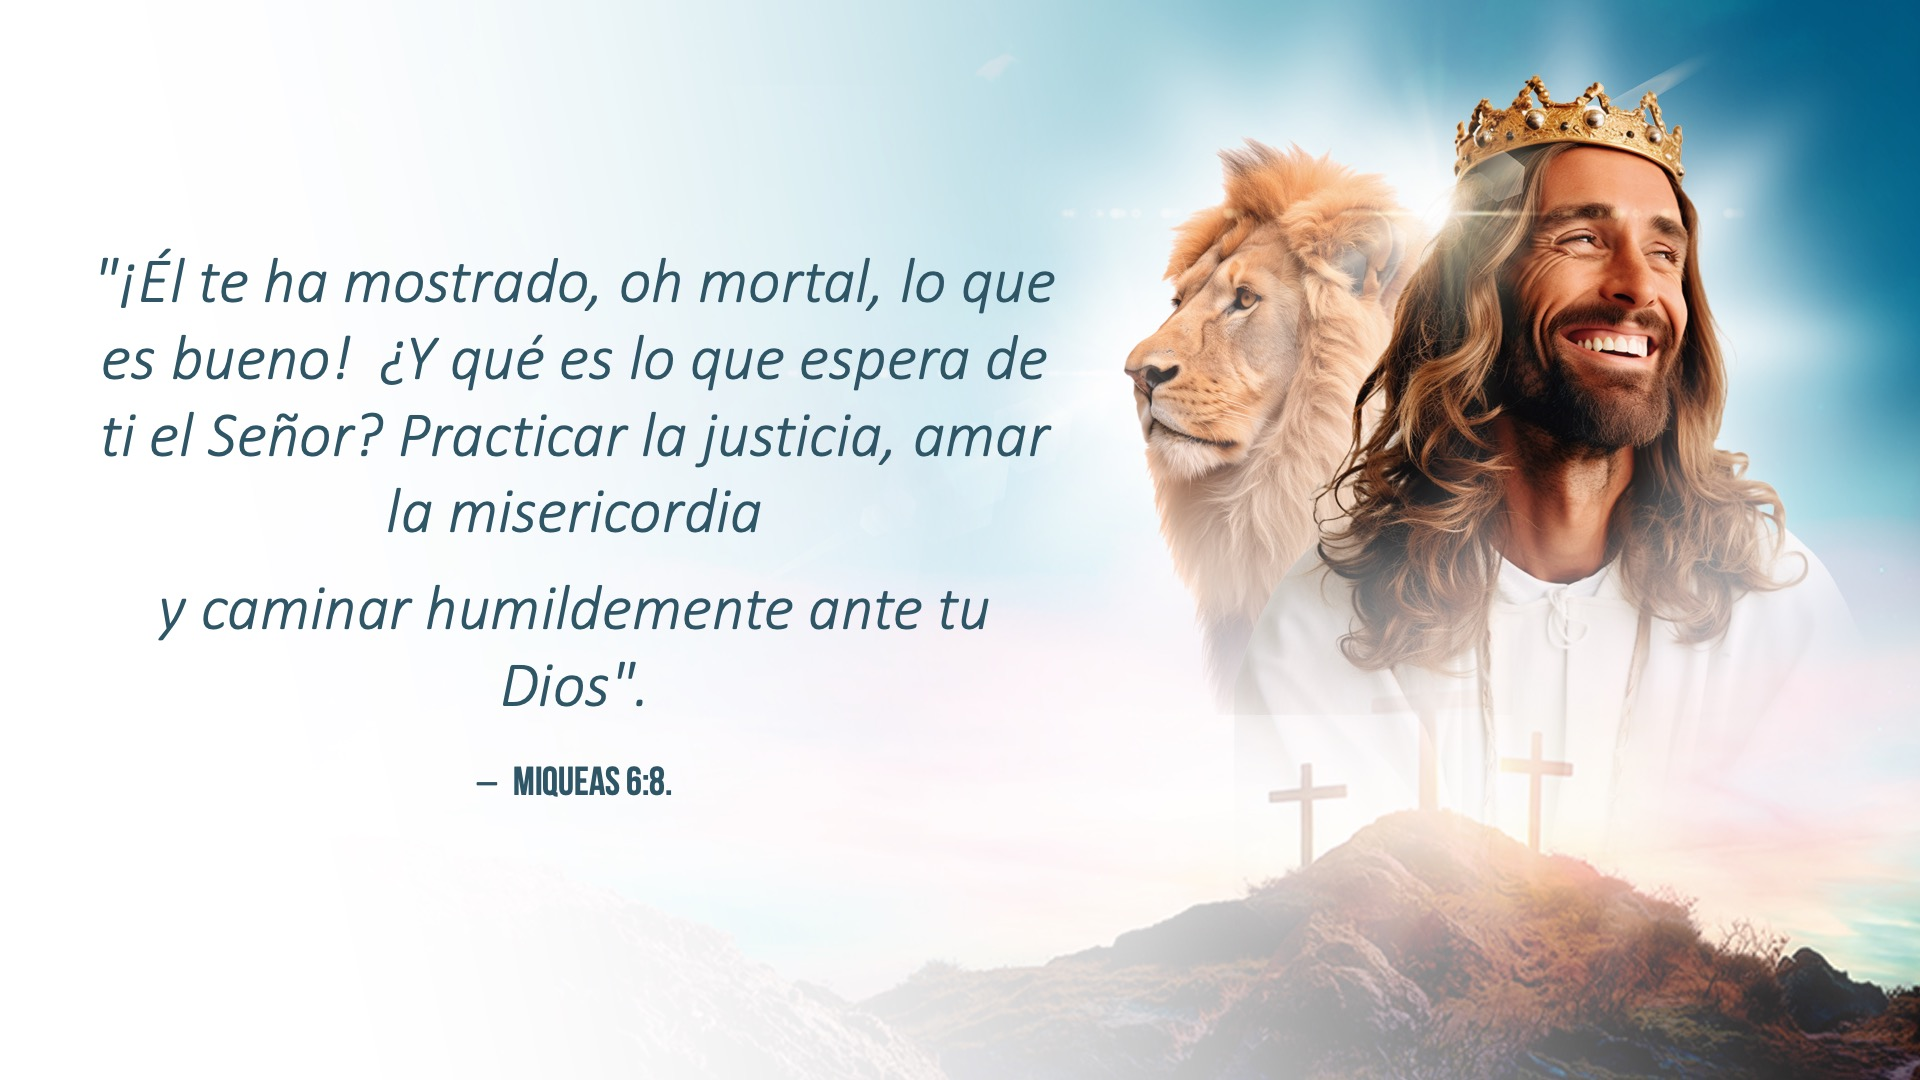 "¡Él te ha mostrado, oh mortal, lo que
es bueno!  ¿Y qué es lo que espera de
ti el Señor? Practicar la justicia, amar
la misericordia
y caminar humildemente ante tu
Dios".
– MIQUEAS 6:8.